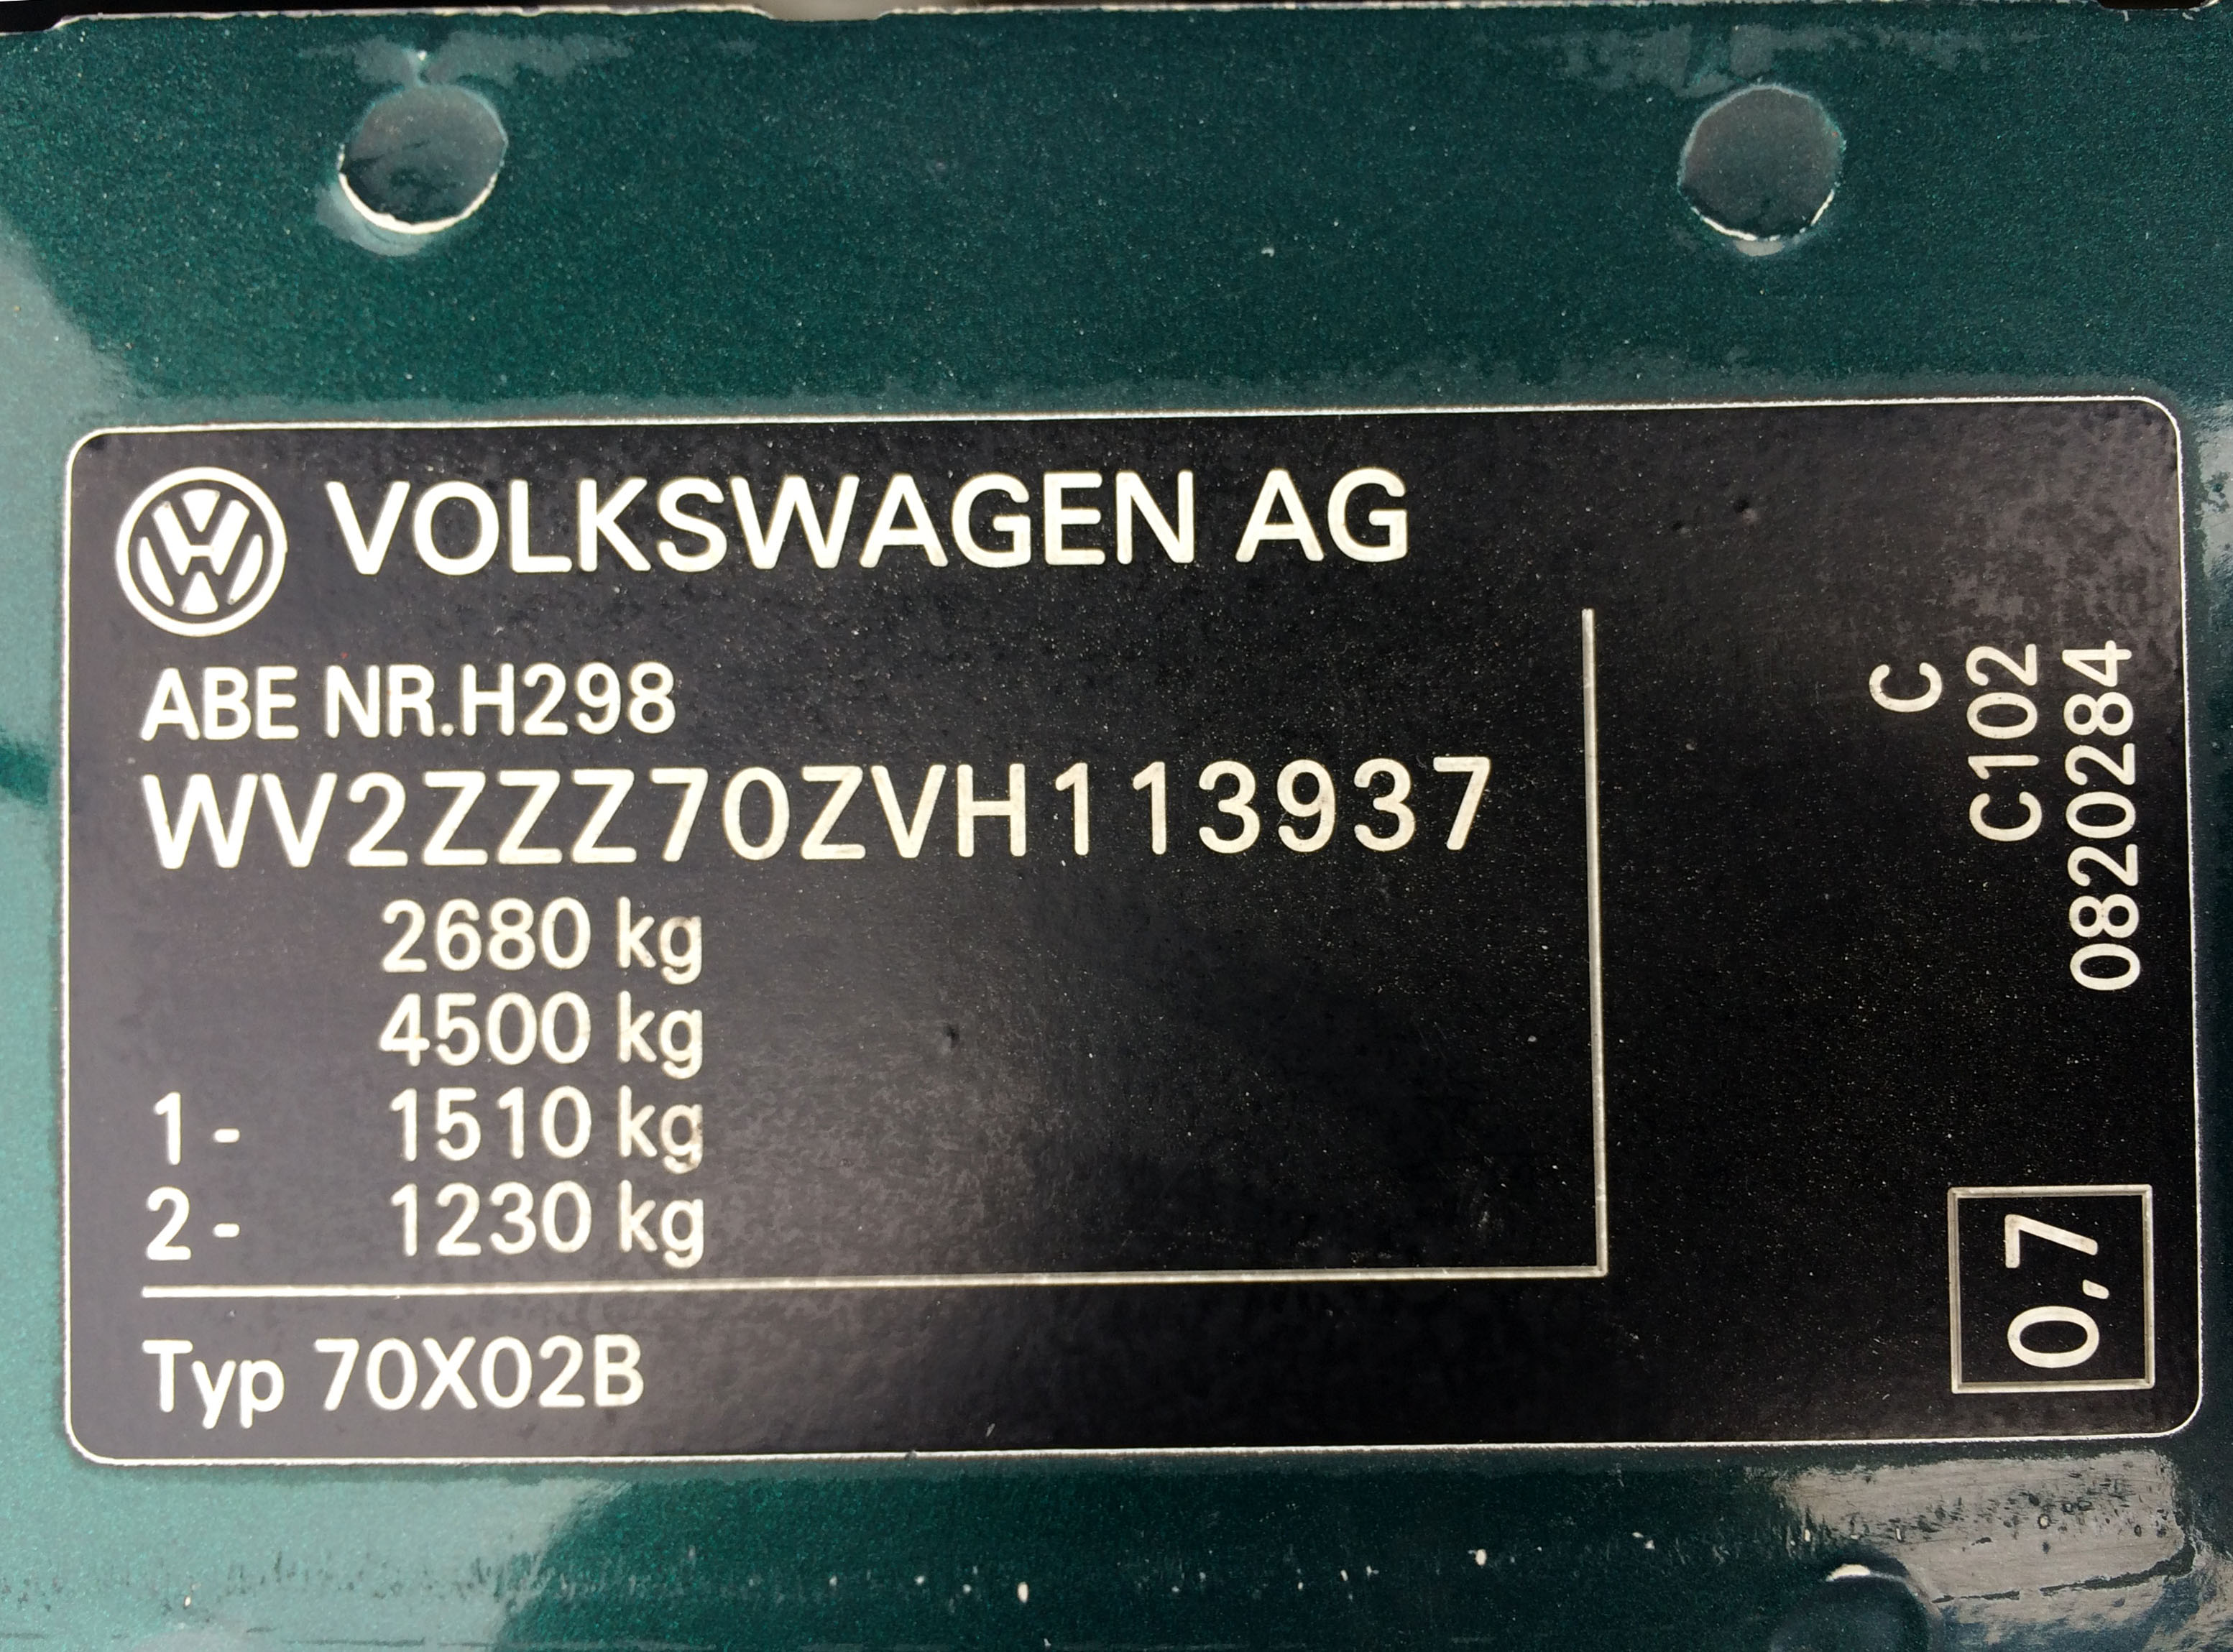 VOLKSWAGEN AG
ABE NR.H298
WV2ZZZ70ZVH113937
2680 kg
4500 kg
1- 1510 kg
2- 1230 kg
Typ 70X02B
C
C102
0820284
0,7